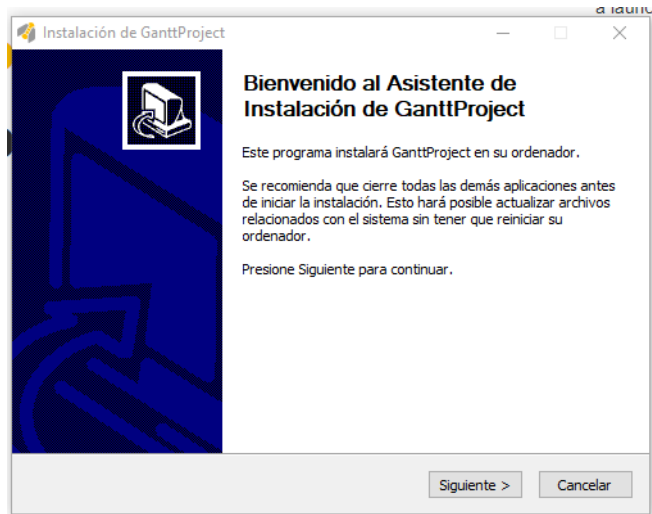 a launc
Instalación de GanttProject
Bienvenido al Asistente de
Instalación de GanttProject
Este programa instalará GanttProject en su ordenador.
Se recomienda que cierre todas las demás aplicaciones antes
de iniciar la instalación. Esto hará posible actualizar archivos
relacionados con el sistema sin tener que reiniciar su
ordenador.
Presione Siguiente para continuar.
Siguiente >
Cancelar